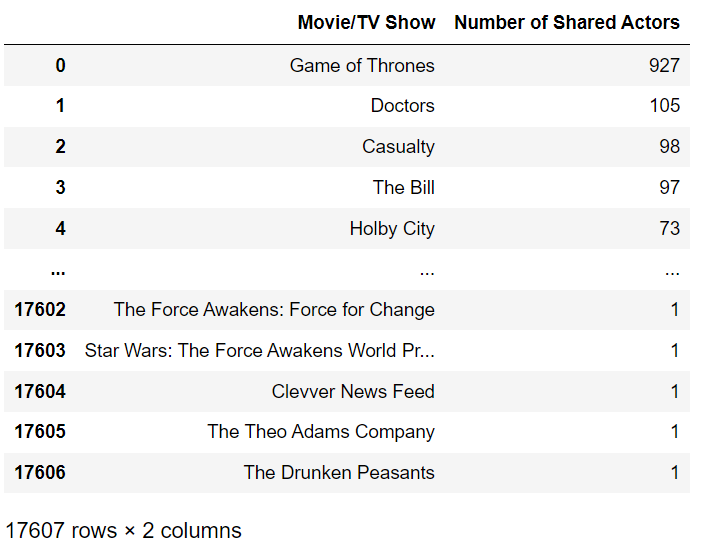 Movie/TV Show Number of Shared Actors
0 Game of Thrones 927
1 Doctors 105
2 Casualty 98
3 The Bill 97
4 Holby City 73
... ... ...
17602 The Force Awakens: Force for Change 1
17603 Star Wars: The Force Awakens World Pr... 1
17604 Clevver News Feed 1
17605 The Theo Adams Company 1
17606 The Drunken Peasants 1
17607 rows × 2 columns